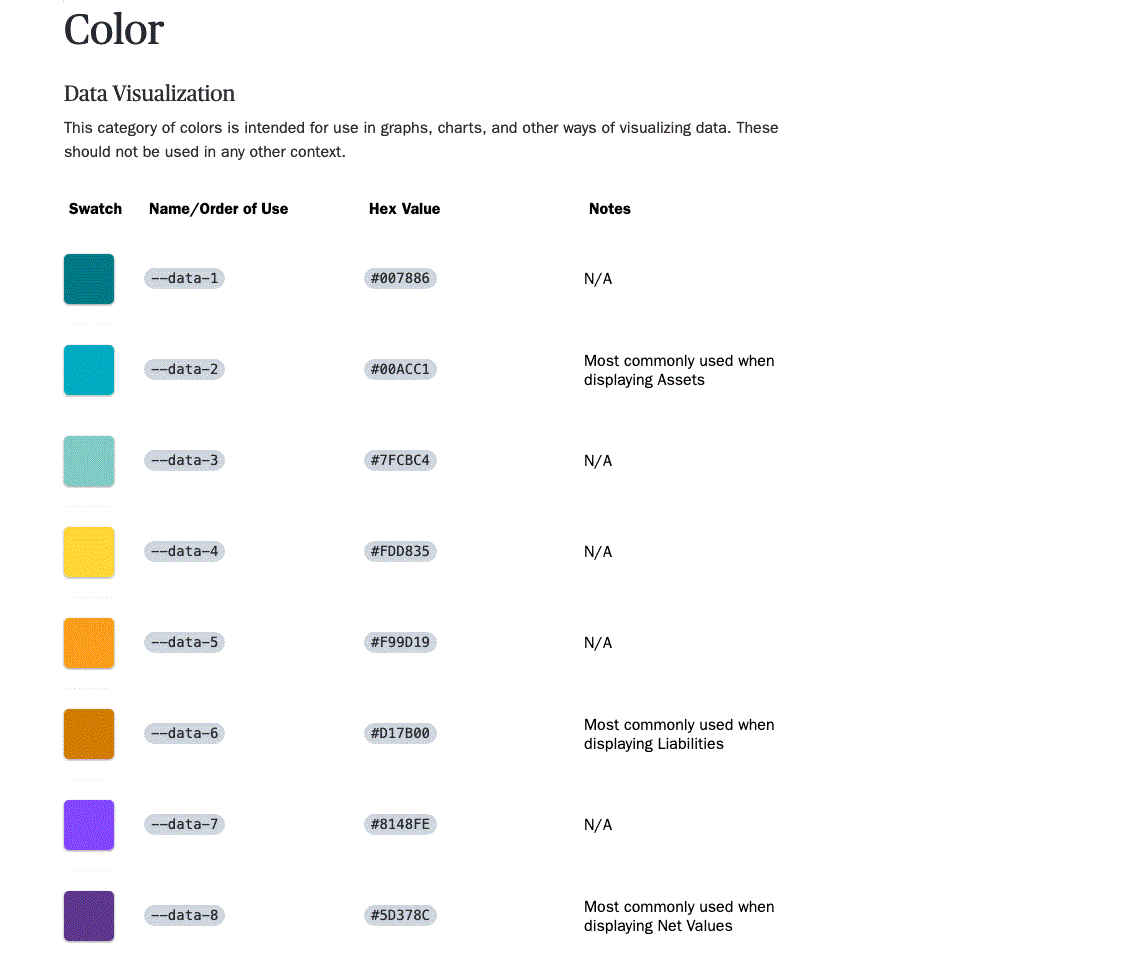 Color
Data Visualization
This category of colors is intended for use in graphs, charts, and other ways of visualizing data. These
should not be used in any other context.
Swatch Name/Order of Use Hex Value Notes
--data-1 #007886 N/A
--data-2 #00ACC1 Most commonly used when
displaying Assets
--data-3 #7FCBC4 N/A
--data-4 #FDD835 N/A
--data-5 #F99D19 N/A
--data-6 #D17B00 Most commonly used when
displaying Liabilities
--data-7 #8148FE N/A
--data-8 #5D378C Most commonly used when
displaying Net Values